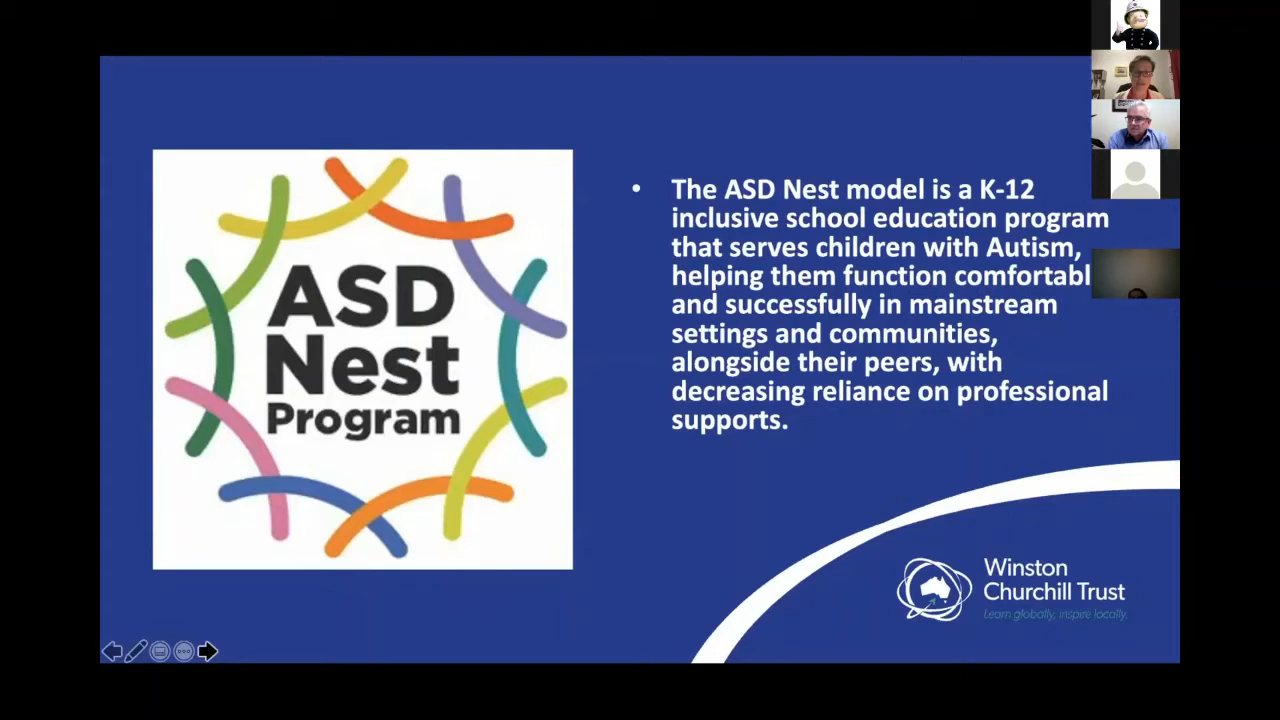 ASD
Nest
Program
• The ASD Nest model is a K-12
inclusive school education program
that serves children with Autism,
helping them function comfortabl
and successfully in mainstream
settings and communities,
alongside their peers, with
decreasing reliance on professional
supports.
Winston
Churchill Trust
Learn globally, inspire locally.